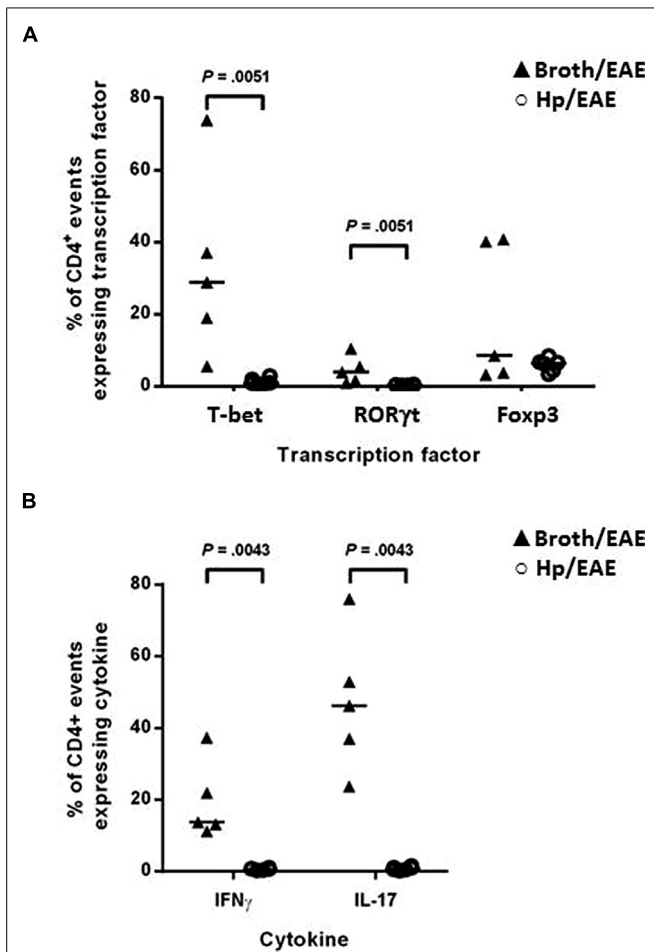 A
▲ Broth/EAE
○ Hp/EAE
P = .0051
P = .0051
80
60
40
20
0
% of CD4+ events
expressing transcription factor
T-bet
RORγt
Foxp3
Transcription factor
B
▲ Broth/EAE
○ Hp/EAE
P = .0043
P = .0043
80
60
40
20
0
% of CD4+ events
expressing cytokine
IFNγ
IL-17
Cytokine